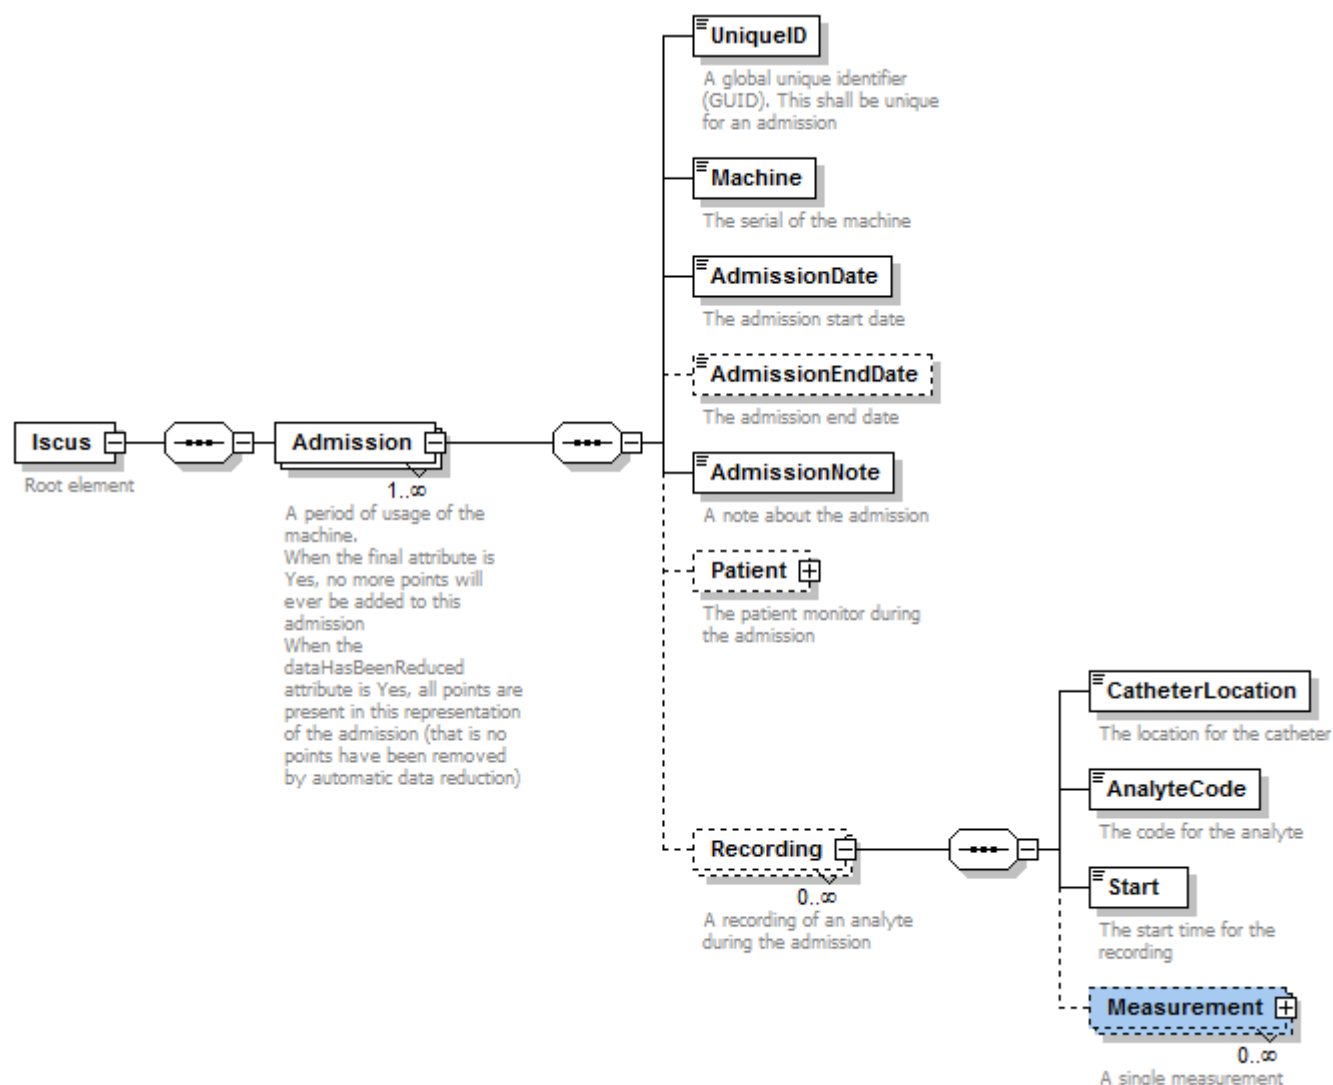 UniqueID
A global unique identifier
(GUID). This shall be unique
for an admission
Machine
The serial of the machine
AdmissionDate
The admission start date
AdmissionEndDate
The admission end date
Iscus
Root element
Admission
1..∞
A period of usage of the
machine.
When the final attribute is
Yes, no more points will
ever be added to this
admission
When the
dataHasBeenReduced
attribute is Yes, all points are
present in this representation
of the admission (that is no
points have been removed
by automatic data reduction)
AdmissionNote
A note about the admission
Patient
The patient monitor during
the admission
Recording
0..∞
A recording of an analyte
during the admission
CatheterLocation
The location for the catheter
AnalyteCode
The code for the analyte
Start
The start time for the
recording
Measurement
0..∞
A single measurement